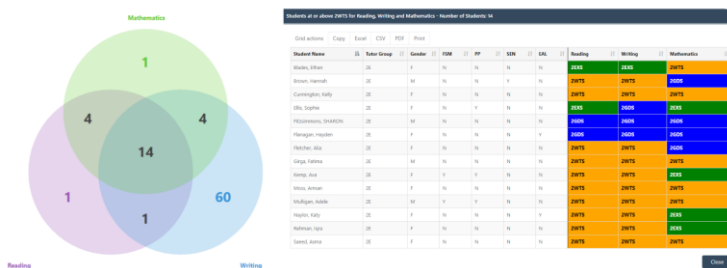 Mathematics
1
4
4
14
1
1
60
Reading
Writing
Students at or above 2WTS for Reading, Writing and Mathematics - Number of Students: 14
Grid actions Copy Excel CSV PDF Print
Student Name Tutor Group Gender FSM PP SEN EAL Reading Writing Mathematics
Blades, Ethan 2E F N N N N 2EXS 2EXS 2WTS
Brown, Hannah 2E M N N Y N 2WTS 2WTS 2GDS
Cunnington, Kelly 2E F N N N N 2WTS 2WTS 2WTS
Ellis, Sophie 2E F N Y N N 2EXS 2GDS 2EXS
Fitzsimmons, SHARON 2E M N N N N 2GDS 2GDS 2GDS
Flanagan, Hayden 2E F N N N Y 2GDS 2GDS 2GDS
Fletcher, 2E F N N N N 2WTS 2WTS 2GDS
Girga, Fatima 2E M N N N N 2WTS 2WTS 2WTS
Kemp, Ava 2E F Y Y N N 2WTS 2WTS 2EXS
Moss, Arman 2E F N N N N 2WTS 2WTS 2WTS
Mulligan, Adele 2E M Y Y N N 2WTS 2WTS 2WTS
Naylor, Katy 2E F N N N Y 2WTS 2WTS 2EXS
Rahman, Iqra 2E F N N N N 2WTS 2WTS 2EXS
Saeed, Asma 2E F N N N N 2WTS 2WTS 2WTS
Close